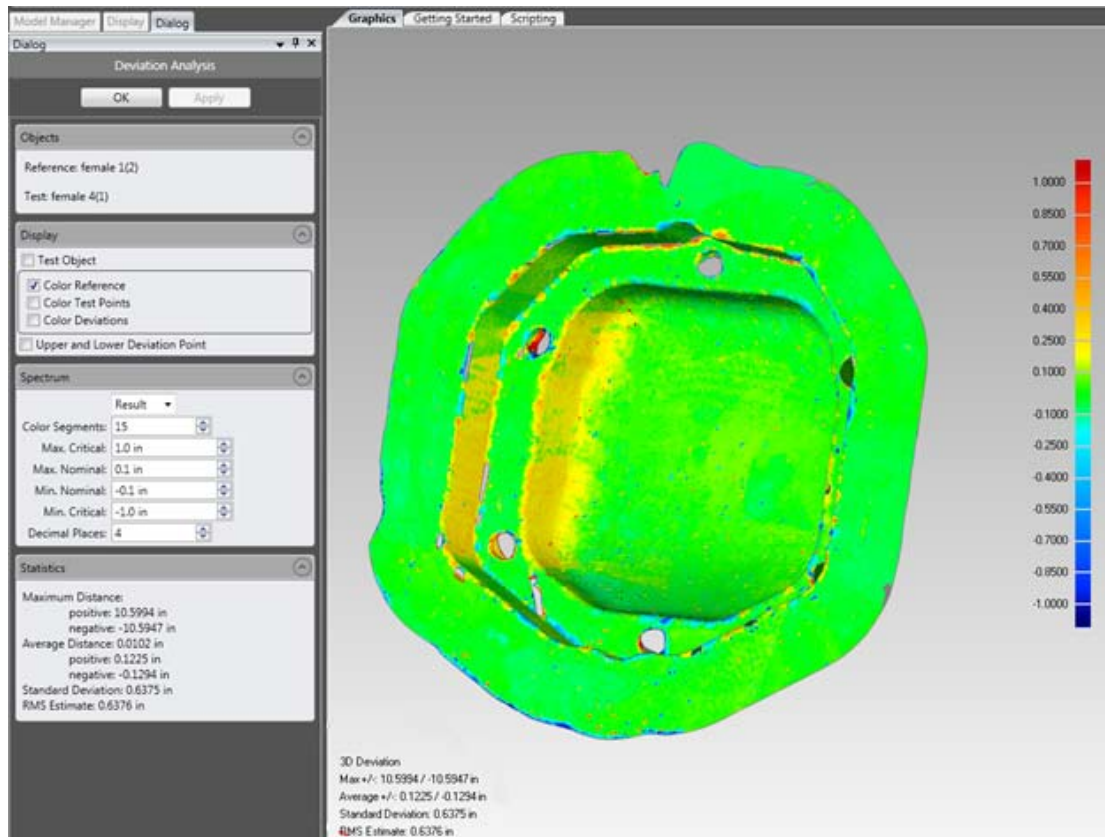 Model Manager Display Dialog
Dialog
Deviation Analysis
OK Apply
Objects
Reference: female 1(2)
Test: female 4(1)
Display
Test Object
Color Reference
Color Test Points
Color Deviations
Upper and Lower Deviation Point
Spectrum
Result
Color Segments: 15
Max. Critical: 1.0 in
Max. Nominal: 0.1 in
Min. Nominal: -0.1 in
Min. Critical: -1.0 in
Decimal Places: 4
Statistics
Maximum Distance:
positive: 10.5994 in
negative: -10.5947 in
Average Distance: 0.0102 in
positive: 0.1225 in
negative: -0.1294 in
Standard Deviation: 0.6375 in
RMS Estimate: 0.6376 in
Graphics Getting Started Scripting
1.0000
0.8500
0.7000
0.5500
0.4000
0.2500
0.1000
-0.1000
-0.2500
-0.4000
-0.5500
-0.7000
-0.8500
-1.0000
3D Deviation
Max +/-: 10.5994 / -10.5947 in
Average +/-: 0.1225 / -0.1294 in
Standard Deviation: 0.6375 in
RMS Estimate: 0.6376 in